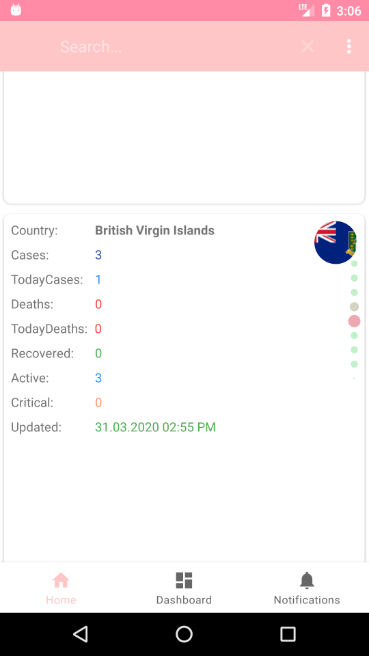 LTE 3:06
Search...
Country: British Virgin Islands
Cases: 3
TodayCases: 1
Deaths: 0
TodayDeaths: 0
Recovered: 0
Active: 3
Critical: 0
Updated: 31.03.2020 02:55 PM
Home Dashboard Notifications